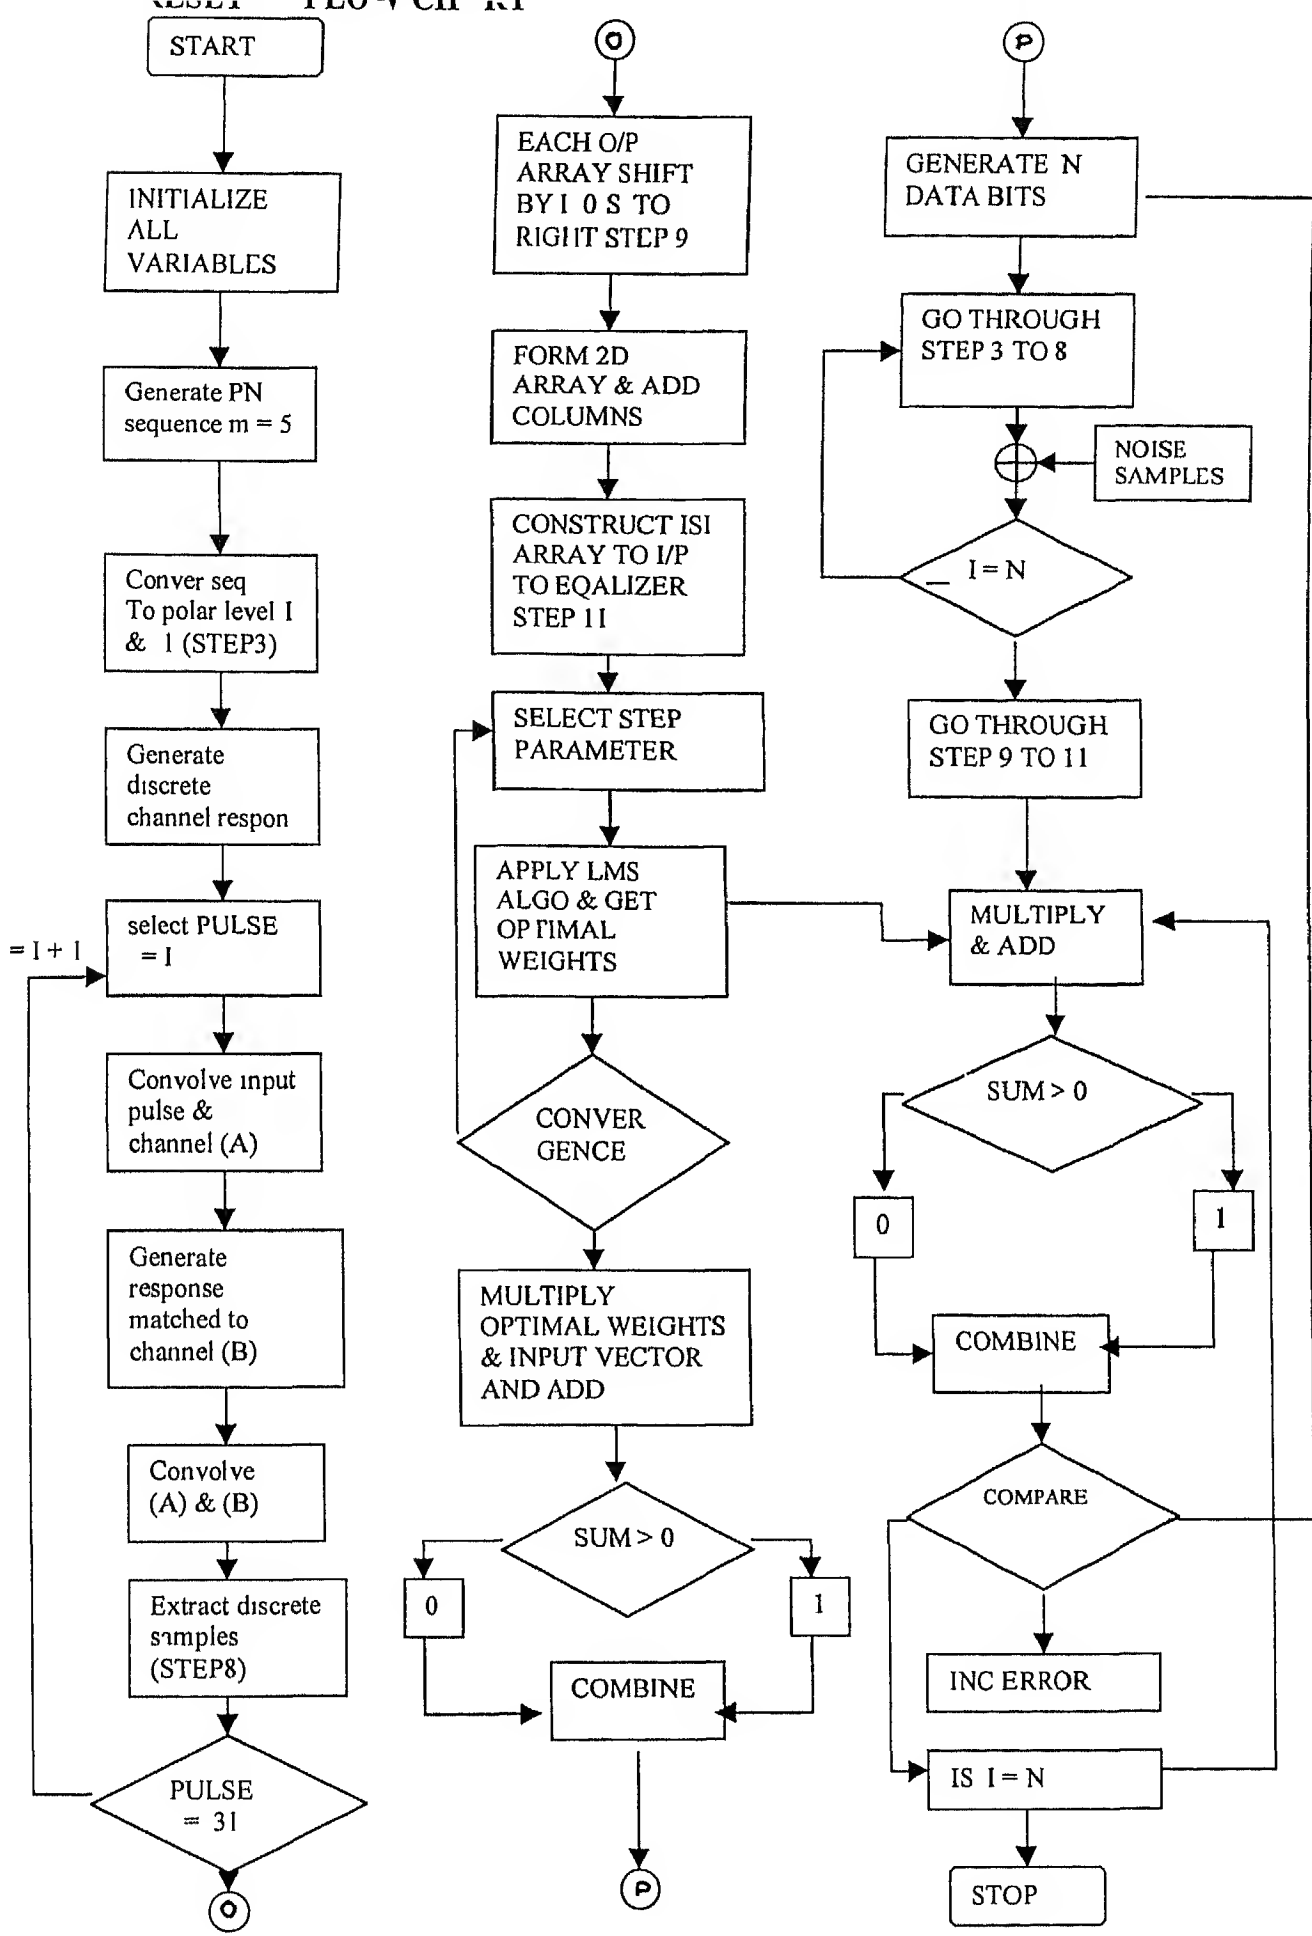 START
INITIALIZE
ALL
VARIABLES
Generate PN
sequence m = 5
Conver seq
To polar level 1
& 1 (STEP3)
Generate
discrete
channel respon
= I + 1
select PULSE
= I
Convolve input
pulse &
channel (A)
Generate
response
matched to
channel (B)
Convolve
(A) & (B)
Extract discrete
samples
(STEP8)
PULSE
= 31
O
O
EACH O/P
ARRAY SHIFT
BY I 0 S TO
RIGHT STEP 9
FORM 2D
ARRAY & ADD
COLUMNS
CONSTRUCT ISI
ARRAY TO I/P
TO EQALIZER
STEP 11
SELECT STEP
PARAMETER
APPLY LMS
ALGO & GET
OPTIMAL
WEIGHTS
CONVER
GENCE
MULTIPLY
OPTIMAL WEIGHTS
& INPUT VECTOR
AND ADD
SUM > 0
0
1
COMBINE
P
P
GENERATE N
DATA BITS
GO THROUGH
STEP 3 TO 8
NOISE
SAMPLES
I = N
GO THROUGH
STEP 9 TO 11
MULTIPLY
& ADD
SUM > 0
0
1
COMBINE
COMPARE
INC ERROR
IS I = N
STOP